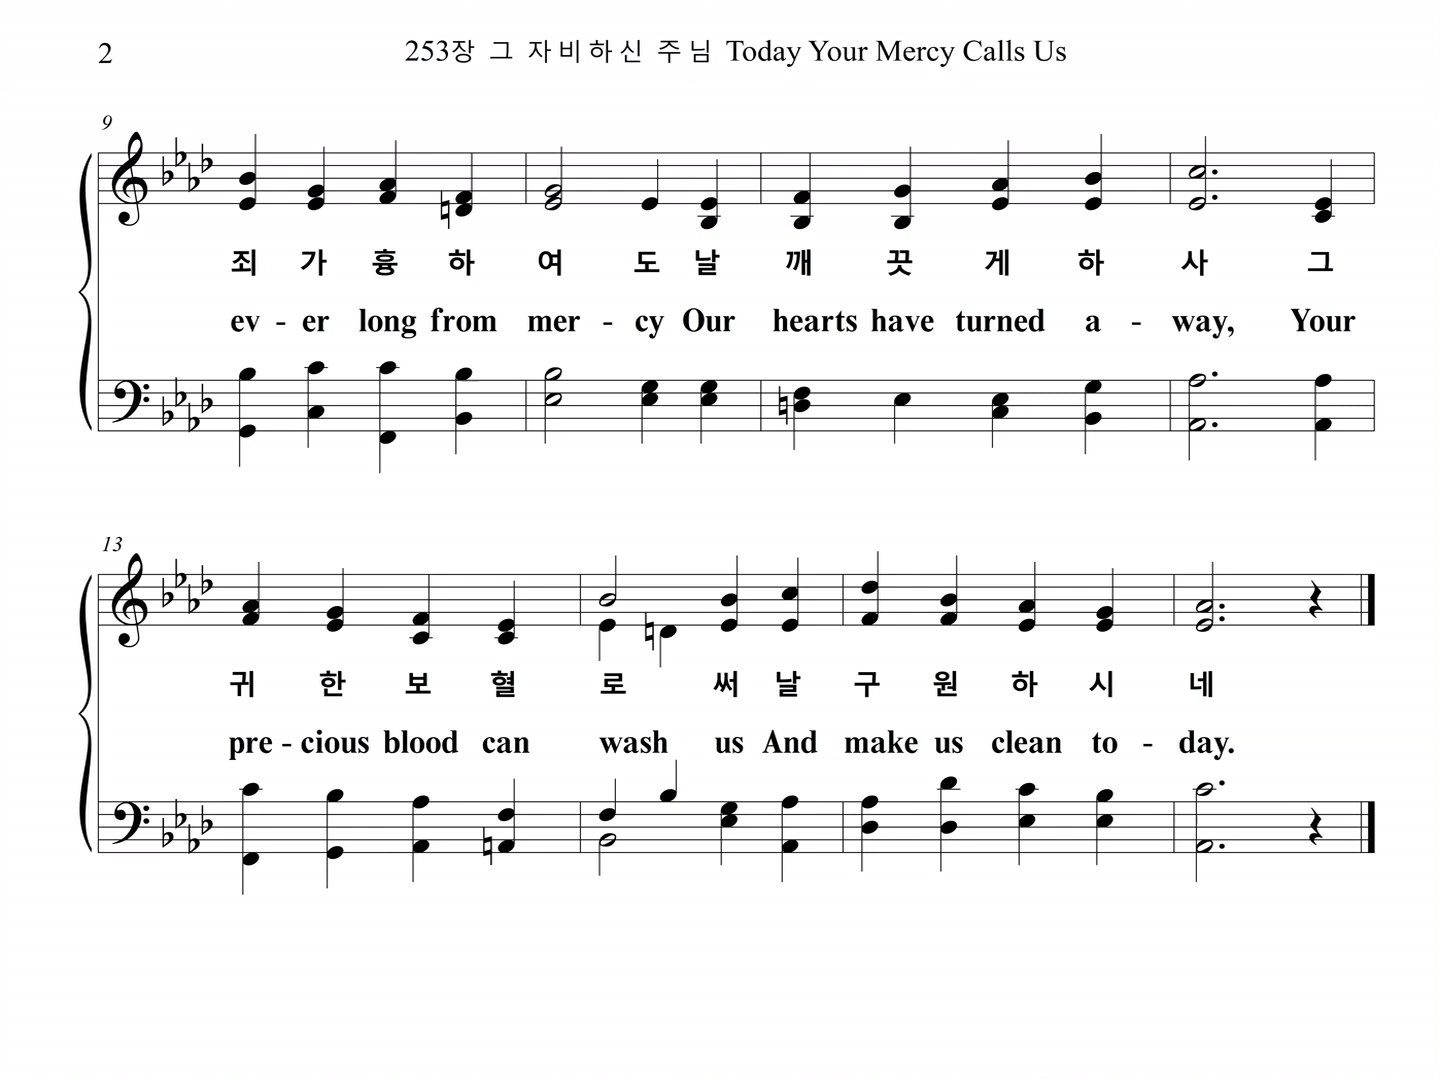 2
253장 그 자비하신 주님 Today Your Mercy Calls Us
9
죄 가 흉 하 여 도 날 깨 끗 게 하 사 그
ev - er long from mer - cy Our hearts have turned a - way, Your
13
귀 한 보 혈 로 써 날 구 원 하 시 네
pre - cious blood can wash us And make us clean to - day.